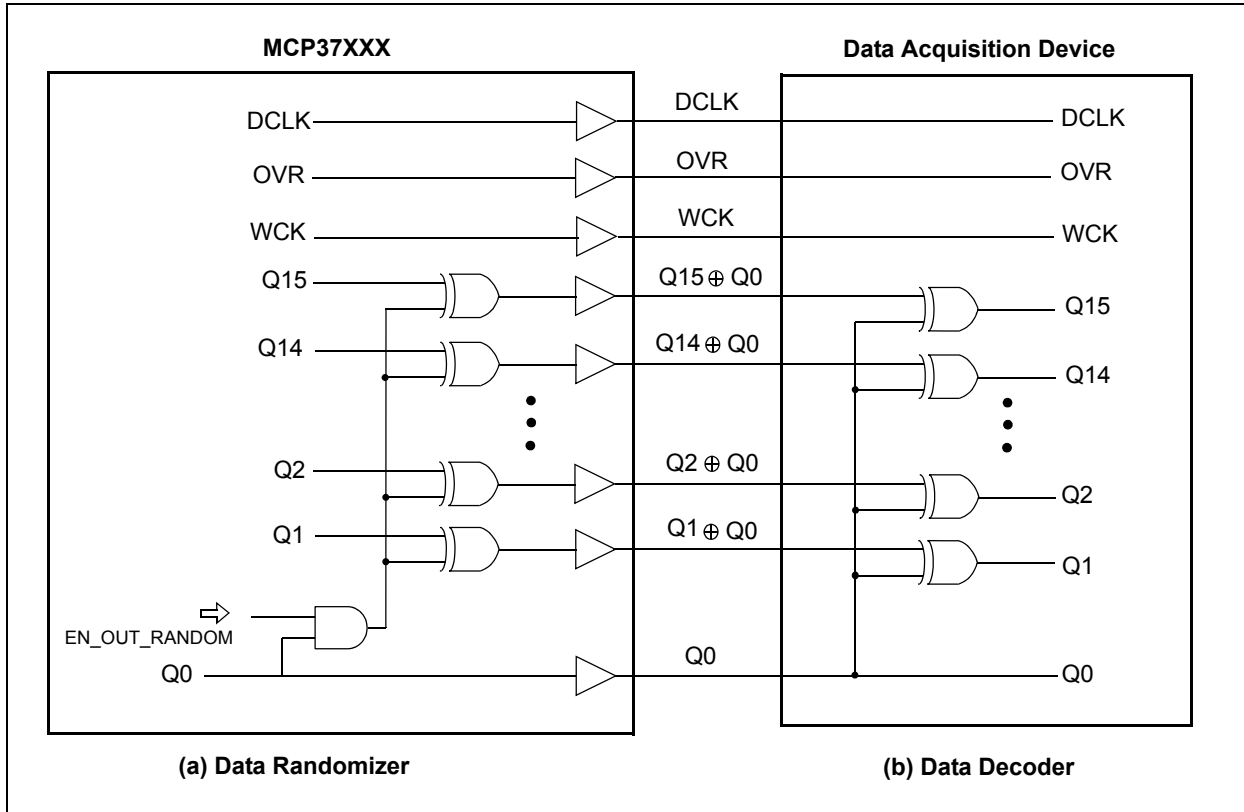 MCP37XXX
Data Acquisition Device
DCLK
DCLK
DCLK
OVR
OVR
OVR
WCK
WCK
WCK
Q15
Q15 ⊕ Q0
Q15
Q14
Q14 ⊕ Q0
Q14
Q2
Q2 ⊕ Q0
Q2
Q1
Q1 ⊕ Q0
Q1
EN_OUT_RANDOM
Q0
Q0
Q0
(a) Data Randomizer
(b) Data Decoder